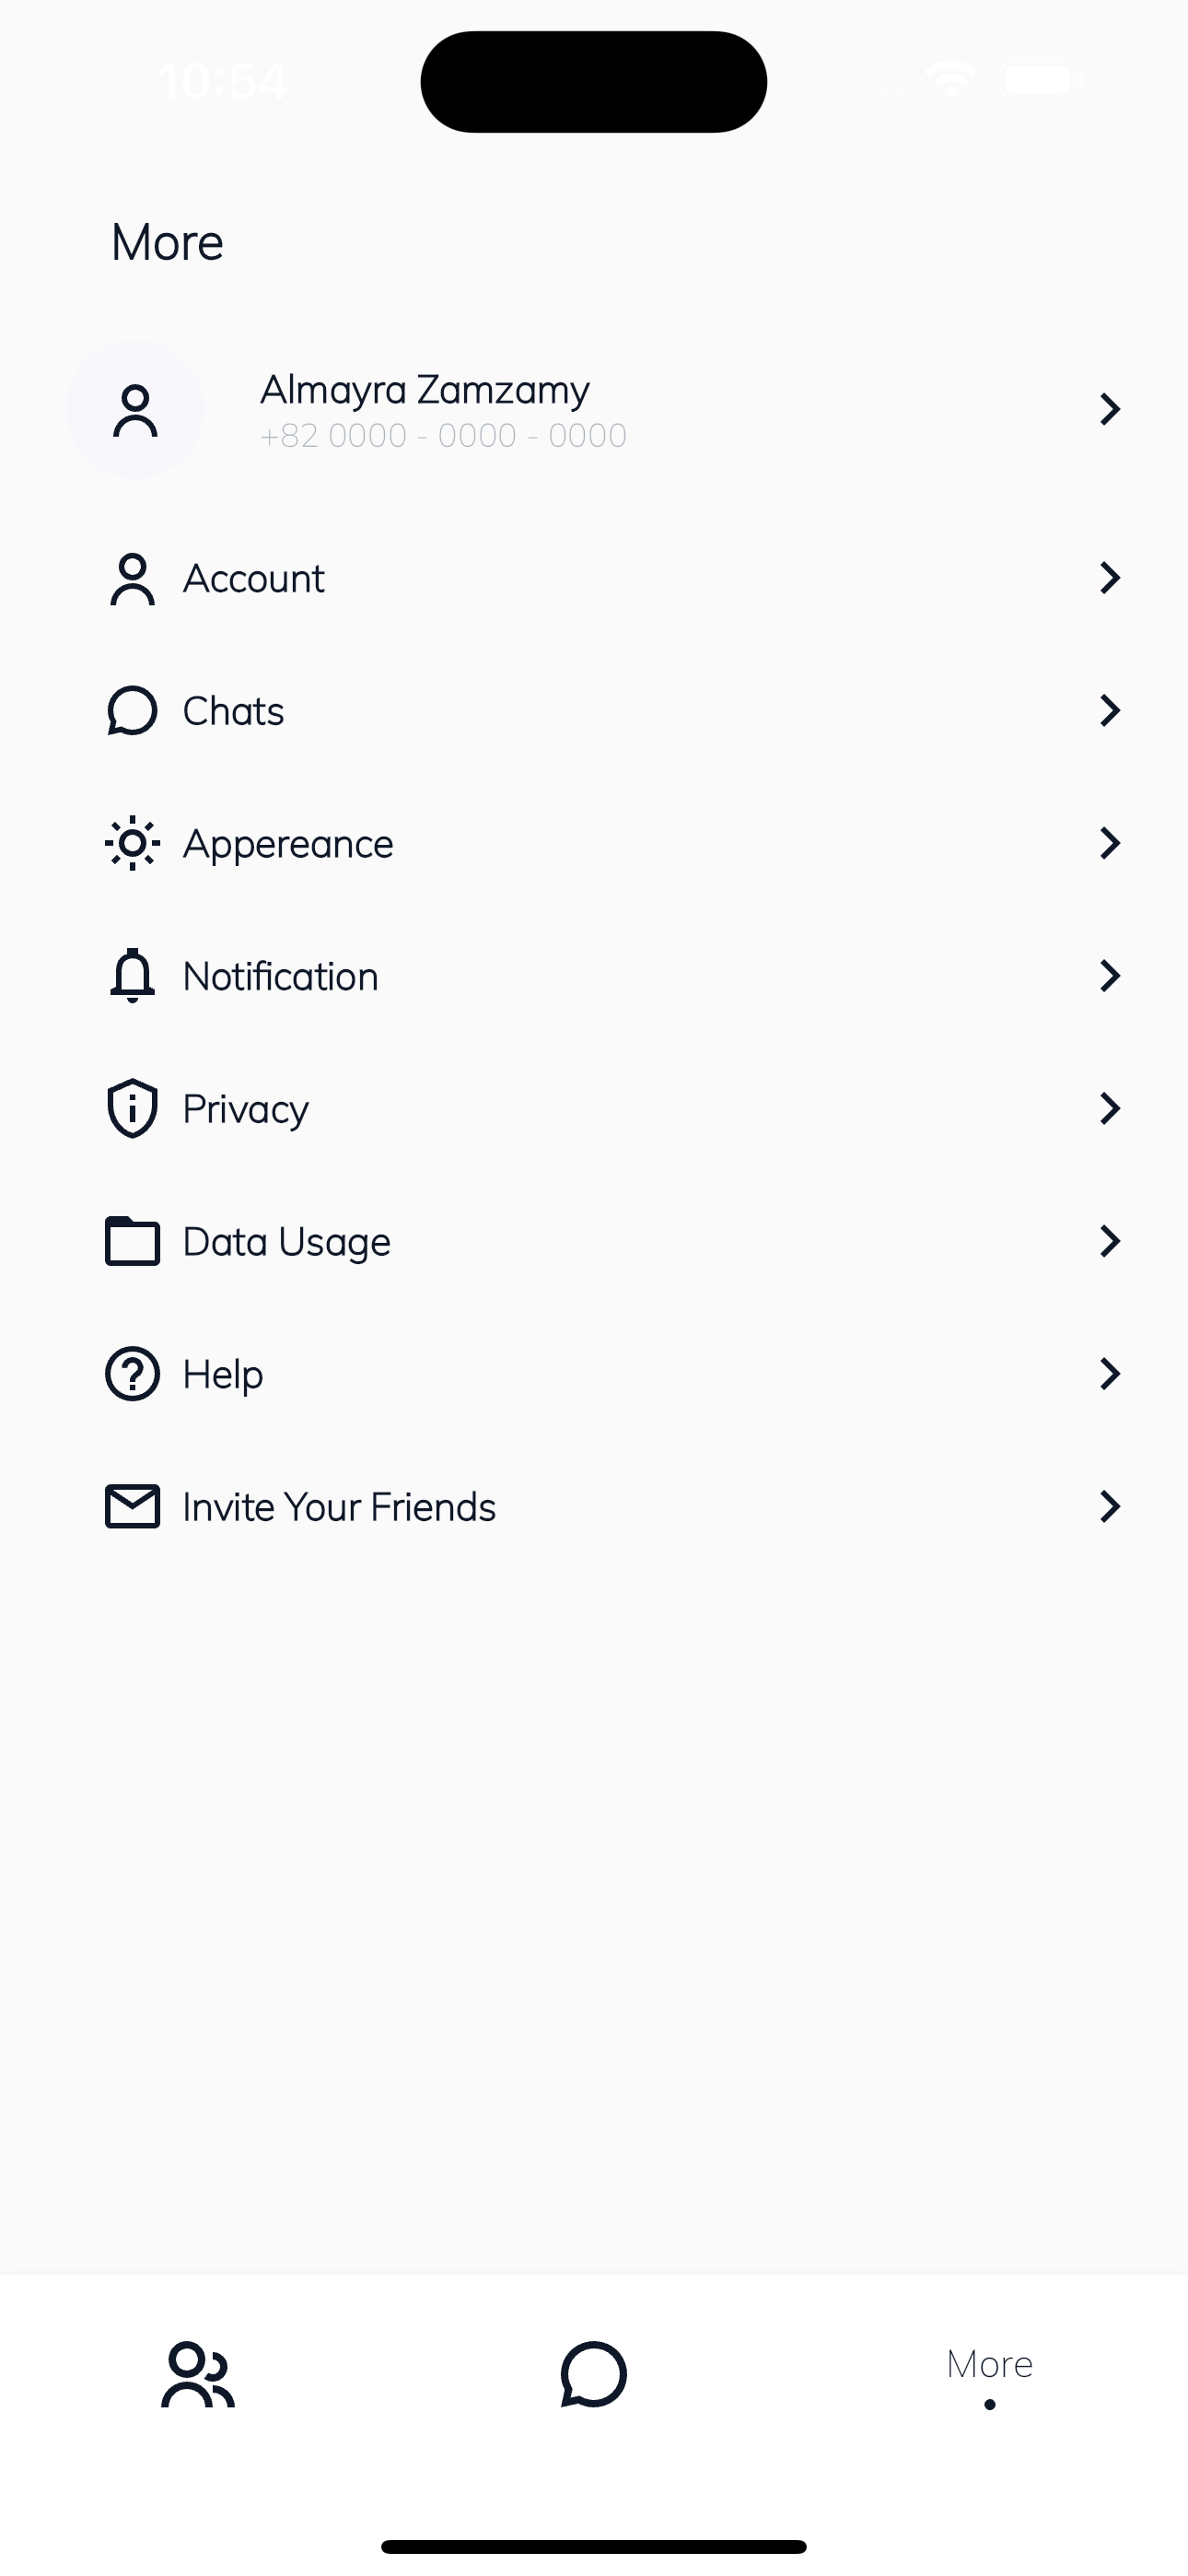 10:54
More
Almayra Zamzamy
+82 0000 - 0000 - 0000
Account
Chats
Appereance
Notification
Privacy
Data Usage
Help
Invite Your Friends
More